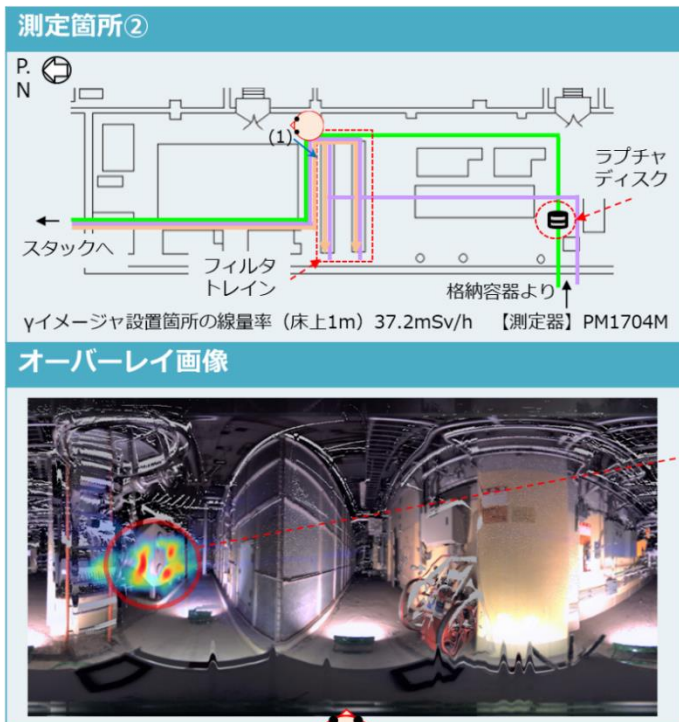 測定箇所②
P.
N
(1)
ラプチャ
ディスク
スタックへ
フィルタ
トレイン
格納容器より
γイメージャ設置箇所の線量率（床上1m）37.2mSv/h 【測定器】PM1704M
オーバーレイ画像